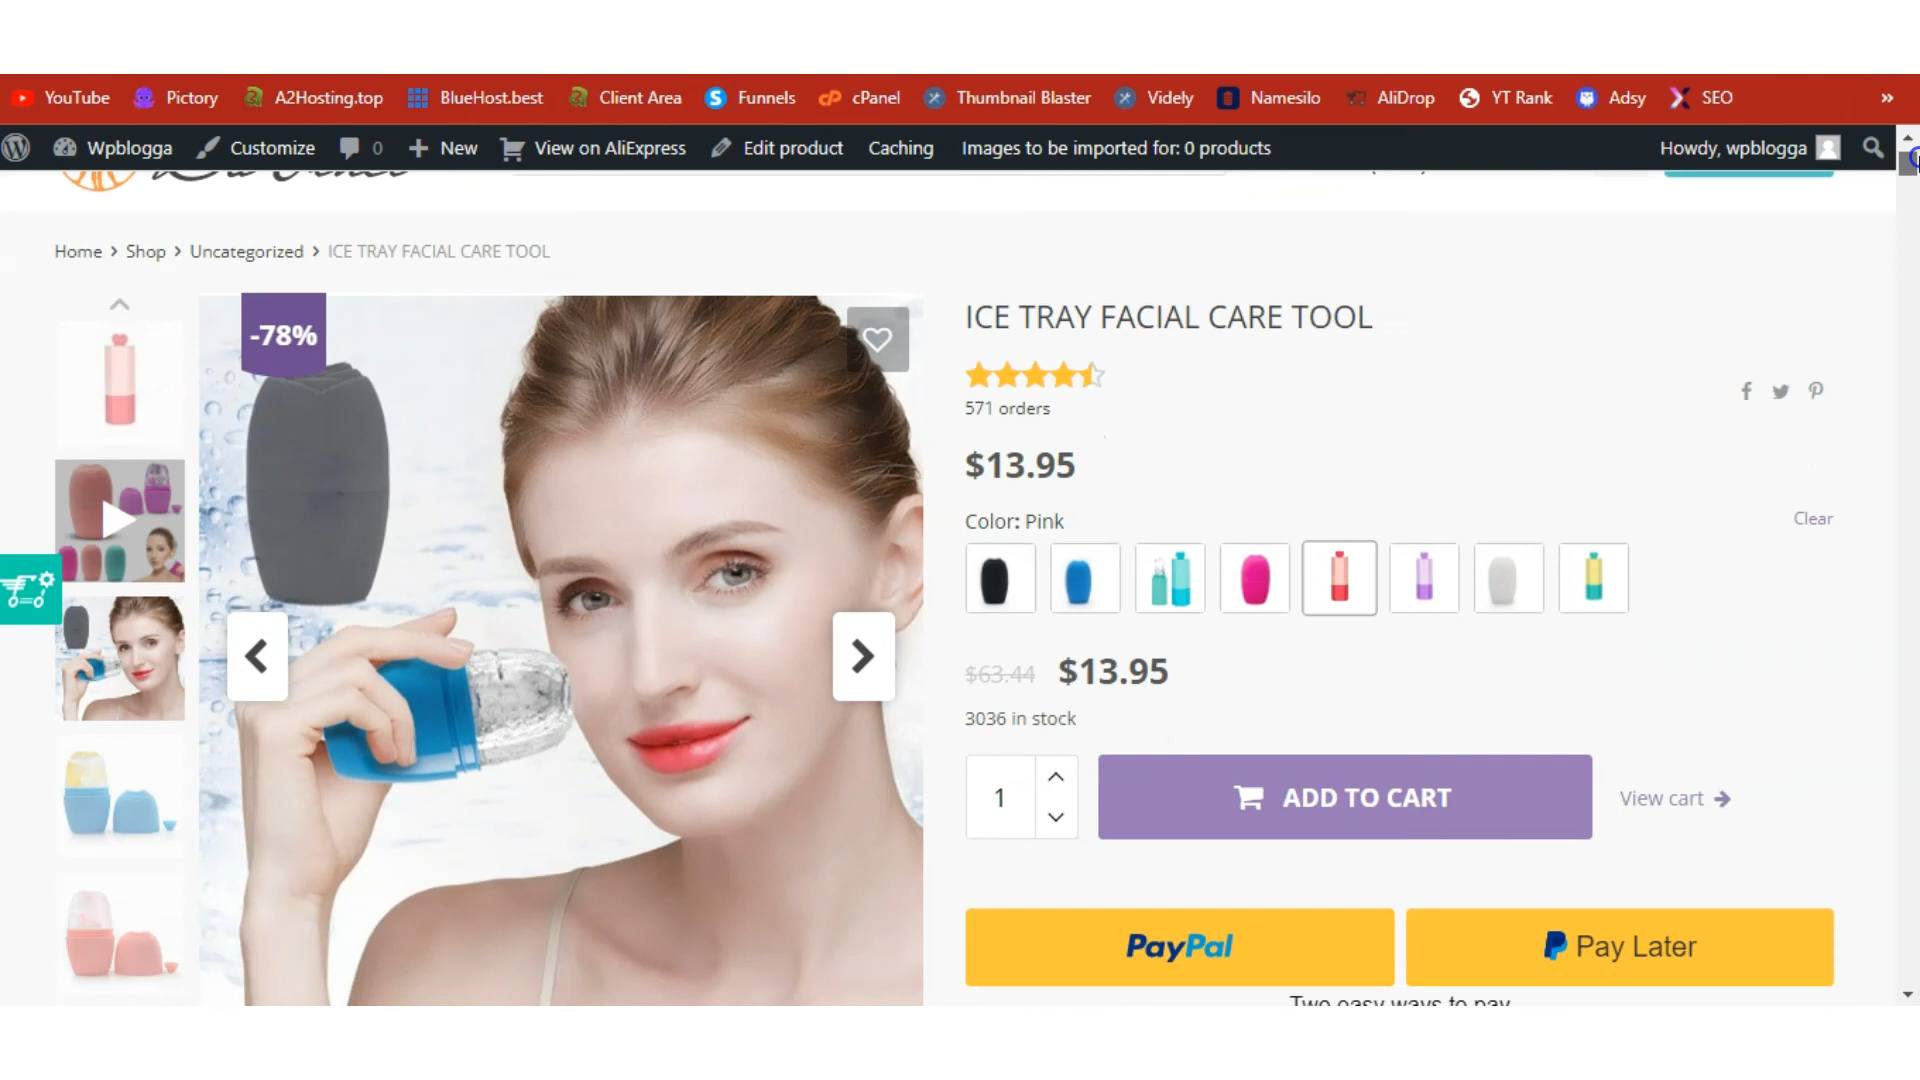 YouTube Pictory A2Hosting.top BlueHost.best Client Area Funnels cPanel Thumbnail Blaster Videly Namesilo AliDrop YT Rank Adsy SEO »
Wpblogga Customize 0 New View on AliExpress Edit product Caching Images to be imported for: 0 products Howdy, wpblogga
Home > Shop > Uncategorized > ICE TRAY FACIAL CARE TOOL
-78%
ICE TRAY FACIAL CARE TOOL
571 orders
$13.95
Color: Pink Clear
$63.44 $13.95
3036 in stock
1 ADD TO CART View cart
PayPal Pay Later
Two easy ways to pay